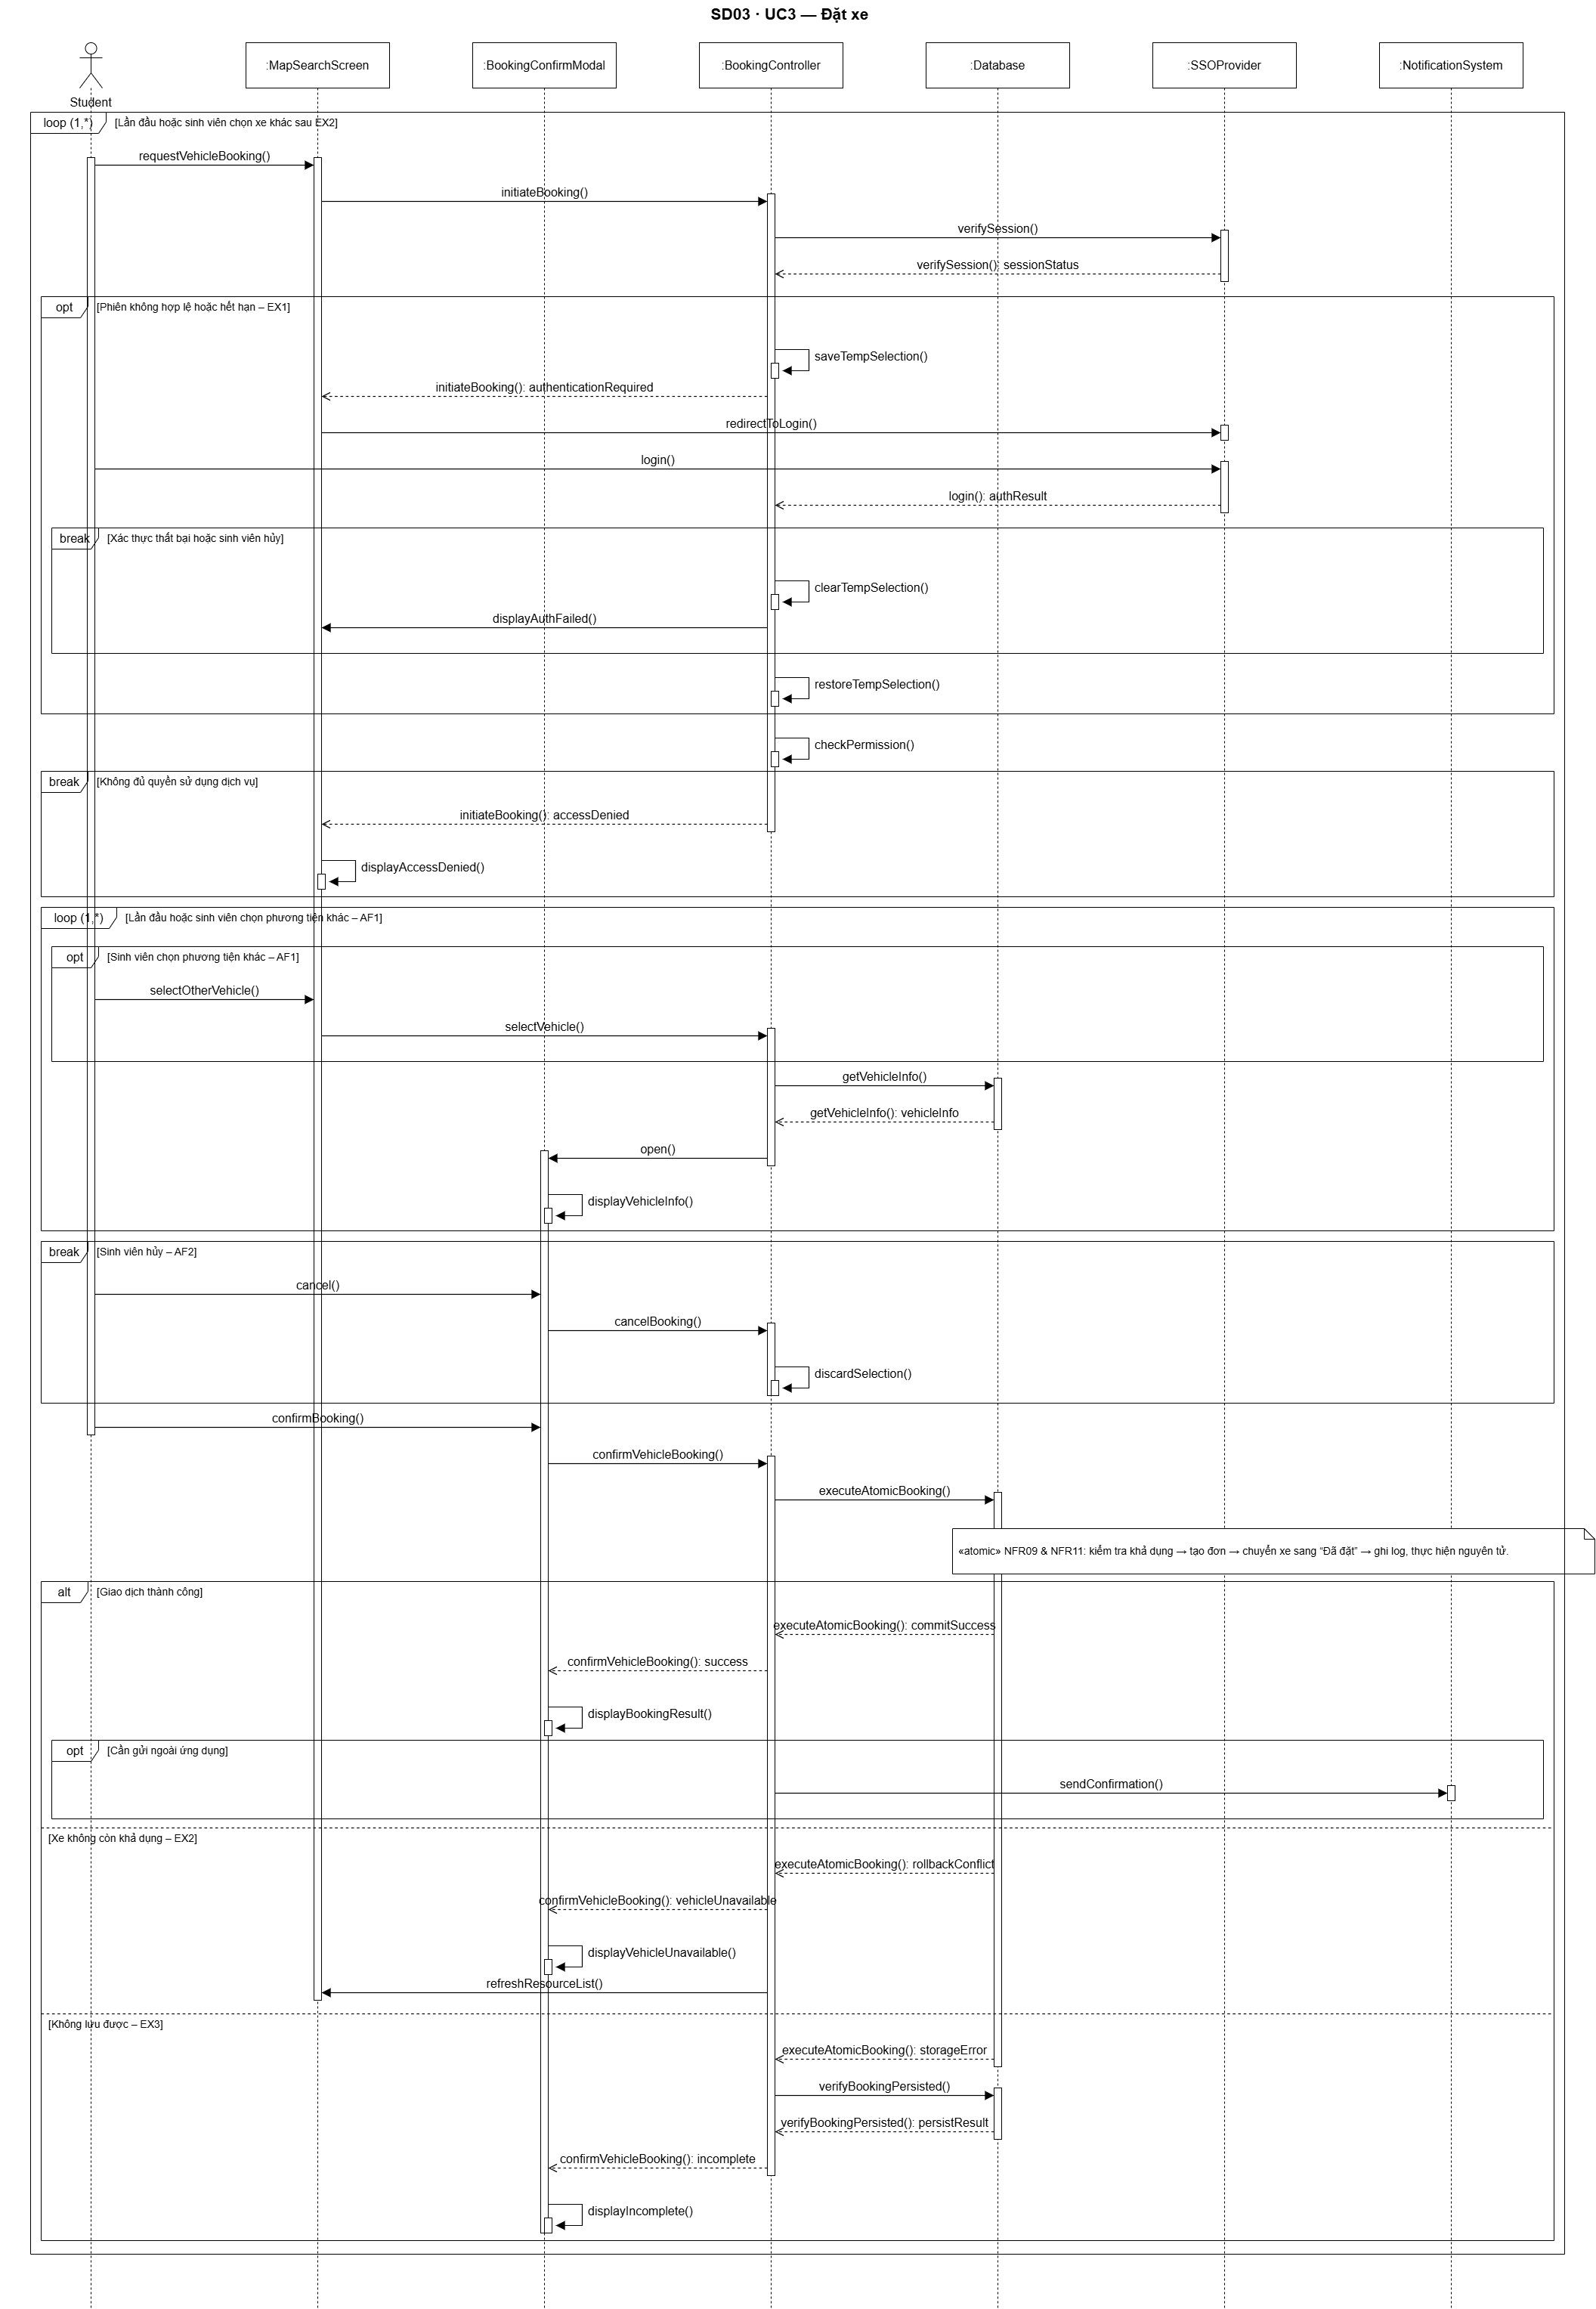 SD03 · UC3 — Đặt xe
:MapSearchScreen
:BookingConfirmModal
:BookingController
:Database
:SSOProvider
:NotificationSystem
Student
loop (1,*)
[Lần đầu hoặc sinh viên chọn xe khác sau EX2]
requestVehicleBooking()
initiateBooking()
verifySession()
verifySession(): sessionStatus
opt
[Phiên không hợp lệ hoặc hết hạn – EX1]
saveTempSelection()
initiateBooking(): authenticationRequired
redirectToLogin()
login()
login(): authResult
break
[Xác thực thất bại hoặc sinh viên hủy]
clearTempSelection()
displayAuthFailed()
restoreTempSelection()
checkPermission()
break
[Không đủ quyền sử dụng dịch vụ]
initiateBooking(): accessDenied
displayAccessDenied()
loop (1,*)
[Lần đầu hoặc sinh viên chọn phương tiện khác – AF1]
opt
[Sinh viên chọn phương tiện khác – AF1]
selectOtherVehicle()
selectVehicle()
getVehicleInfo()
getVehicleInfo(): vehicleInfo
open()
displayVehicleInfo()
break
[Sinh viên hủy – AF2]
cancel()
cancelBooking()
discardSelection()
confirmBooking()
confirmVehicleBooking()
executeAtomicBooking()
«atomic» NFR09 & NFR11: kiểm tra khả dụng → tạo đơn → chuyển xe sang “Đã đặt” → ghi log, thực hiện nguyên tử.
alt
[Giao dịch thành công]
executeAtomicBooking(): commitSuccess
confirmVehicleBooking(): success
displayBookingResult()
opt
[Cần gửi ngoài ứng dụng]
sendConfirmation()
[Xe không còn khả dụng – EX2]
executeAtomicBooking(): rollbackConflict
confirmVehicleBooking(): vehicleUnavailable
displayVehicleUnavailable()
refreshResourceList()
[Không lưu được – EX3]
executeAtomicBooking(): storageError
verifyBookingPersisted()
verifyBookingPersisted(): persistResult
confirmVehicleBooking(): incomplete
displayIncomplete()